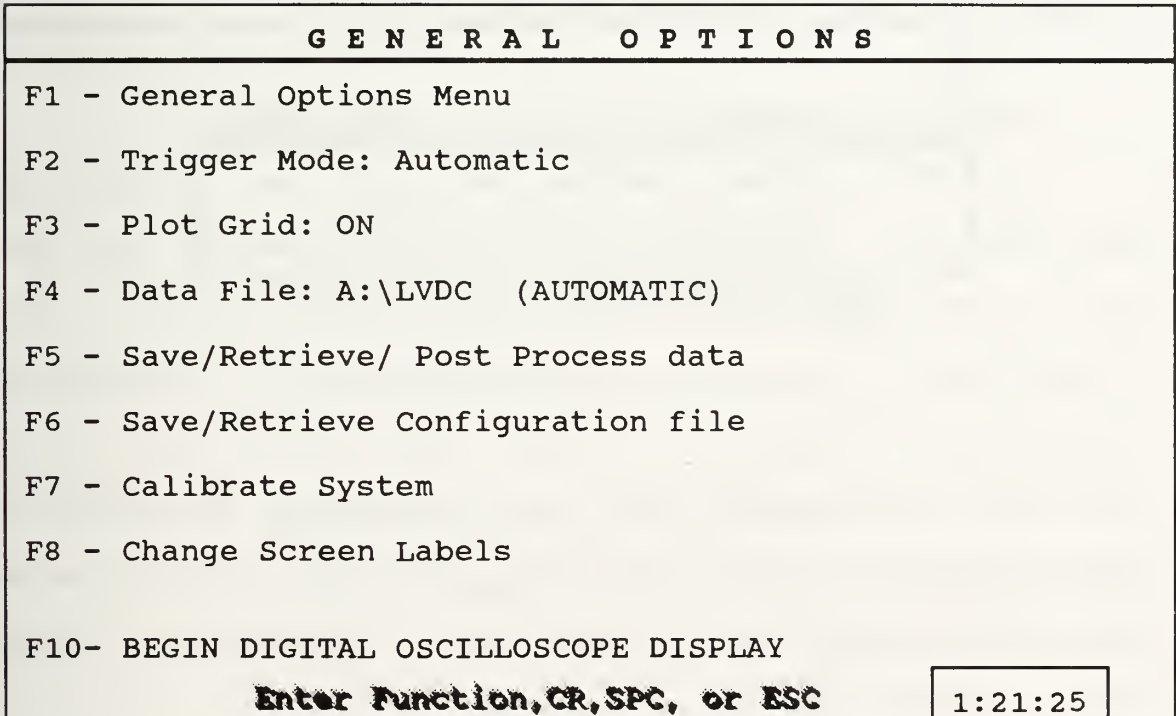 G E N E R A L   O P T I O N S
F1 - General Options Menu
F2 - Trigger Mode: Automatic
F3 - Plot Grid: ON
F4 - Data File: A:\LVDC   (AUTOMATIC)
F5 - Save/Retrieve/ Post Process data
F6 - Save/Retrieve Configuration file
F7 - Calibrate System
F8 - Change Screen Labels
F10- BEGIN DIGITAL OSCILLOSCOPE DISPLAY
Enter Function,CR,SPC, or ESC
1:21:25